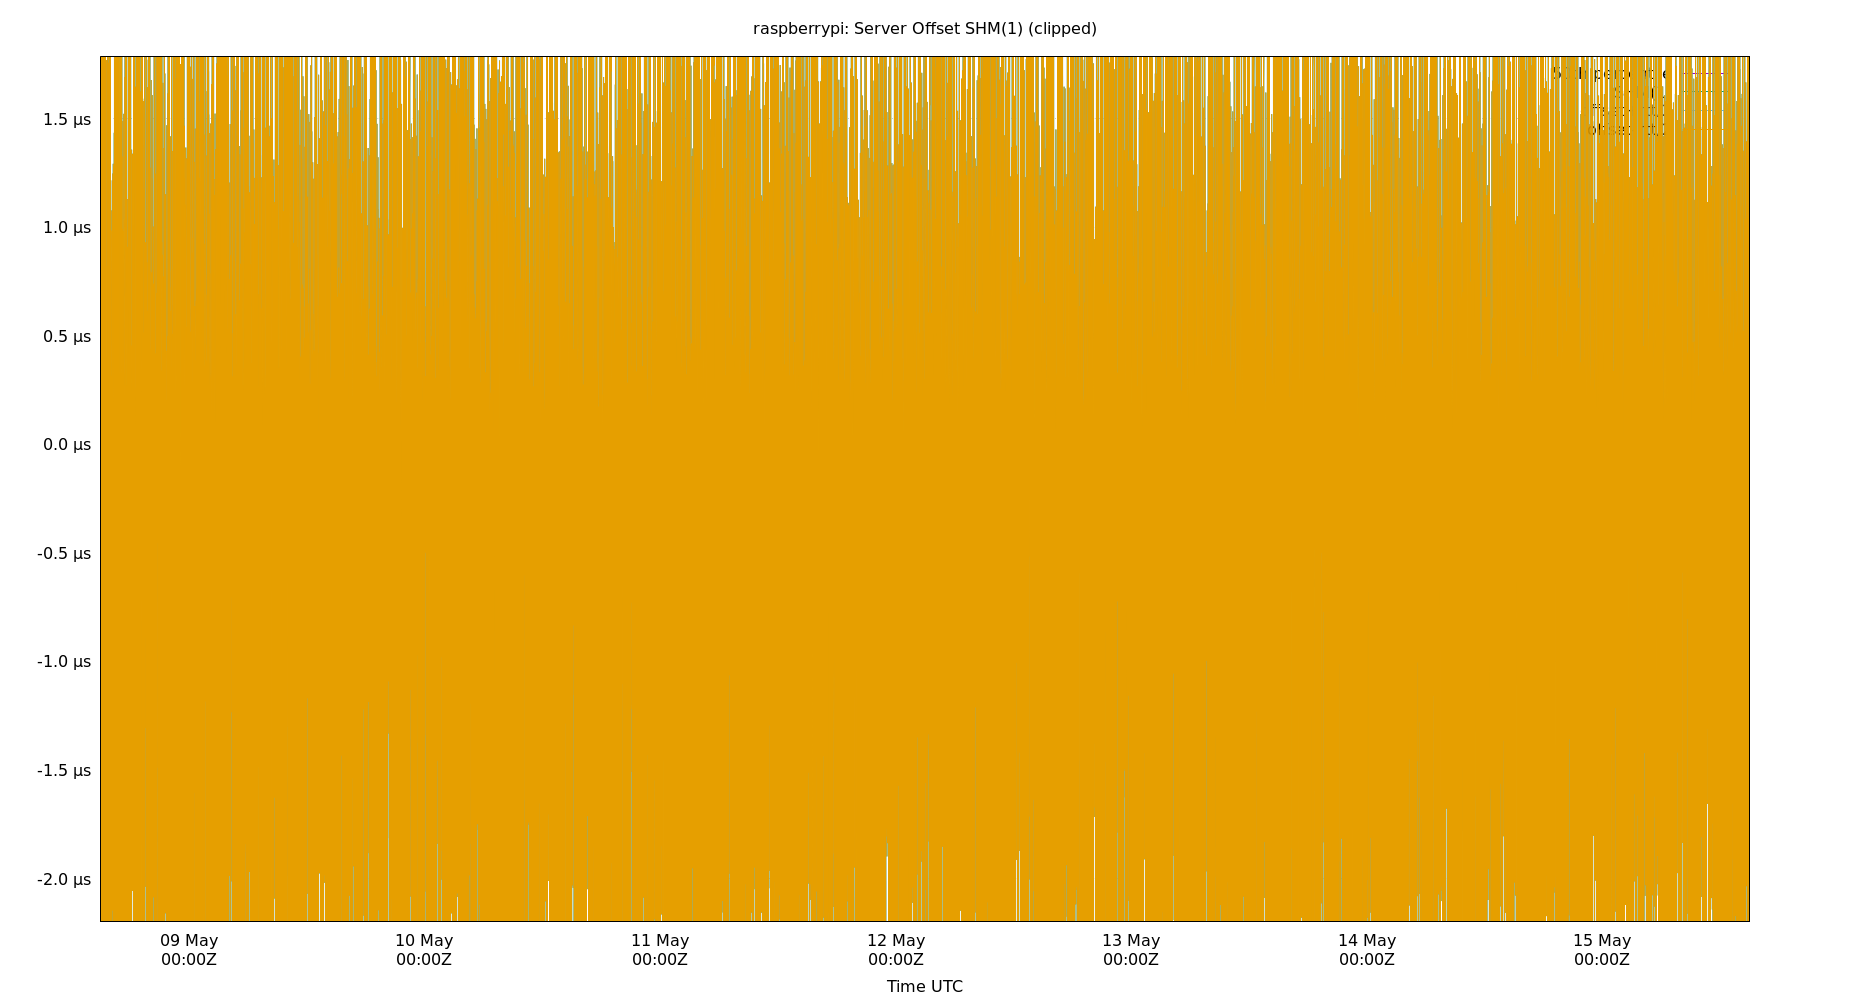 raspberrypi: Server Offset SHM(1) (clipped)
1.5 µs
1.0 µs
0.5 µs
0.0 µs
-0.5 µs
-1.0 µs
-1.5 µs
-2.0 µs
09 May 10 May 11 May 12 May 13 May 14 May 15 May
00:00Z 00:00Z 00:00Z 00:00Z 00:00Z 00:00Z 00:00Z
Time UTC